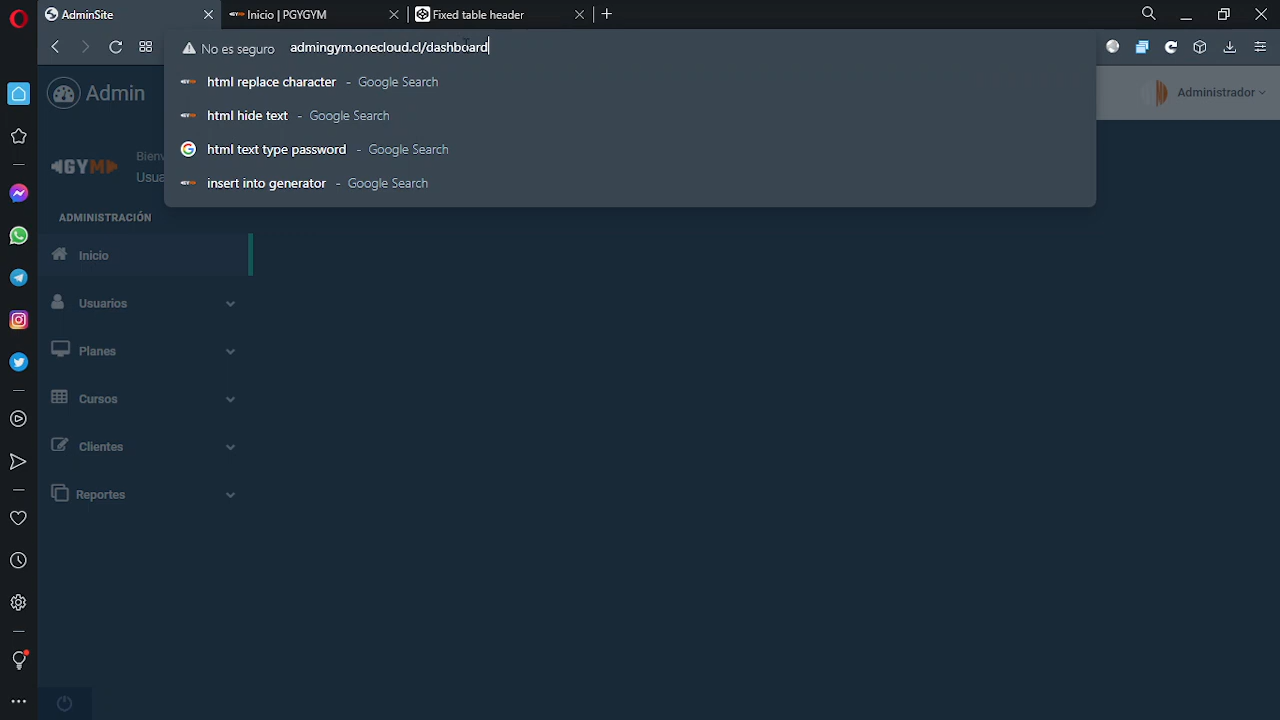 AdminSite
Inicio | PGYGYM
Fixed table header
No es seguro admingym.onecloud.cl/dashboard
html replace character - Google Search
html hide text - Google Search
html text type password - Google Search
insert into generator - Google Search
Admin
Administrador
GYM
Bienv
Usua
ADMINISTRACIÓN
Inicio
Usuarios
Planes
Cursos
Clientes
Reportes